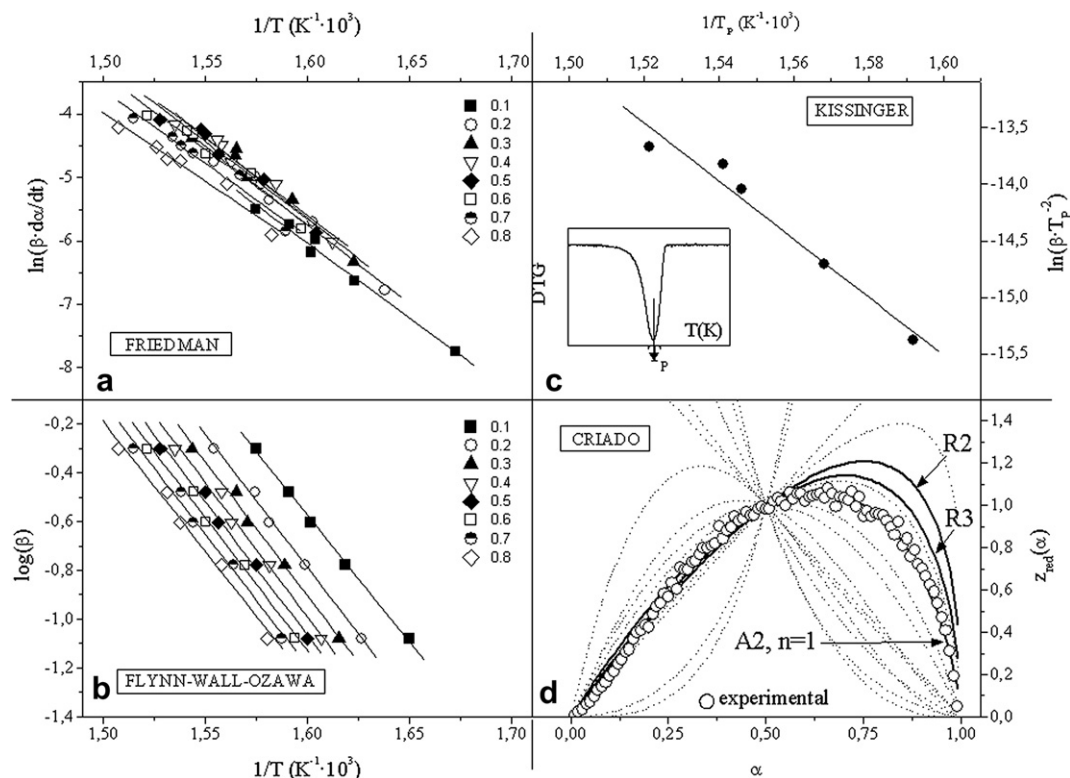 1/T (K⁻¹·10³)
1,50 1,55 1,60 1,65 1,70
-4
-5
-6
-7
-8
ln(β·dα/dt)
0.1
0.2
0.3
0.4
0.5
0.6
0.7
0.8
FRIEDMAN
a
1/T_P (K⁻¹·10³)
1,50 1,52 1,54 1,56 1,58 1,60
KISSINGER
-13,5
-14,0
-14,5
-15,0
-15,5
ln(β·T_P⁻²)
DTG
T(K)
T_P
c
-0,2
-0,4
-0,6
-0,8
-1.0
-1.2
-1.4
log(β)
0.1
0.2
0.3
0.4
0.5
0.6
0.7
0.8
b
FLYNN-WALL-OZAWA
1,50 1,55 1,60 1,65 1,70
1/T (K⁻¹·10³)
CRIADO
R2
R3
A2, n=1
experimental
d
1,4
1,2
1,0
0,8
0,6
0,4
0,2
0,0
z_red(α)
0,00 0,25 0,50 0,75 1,00
α